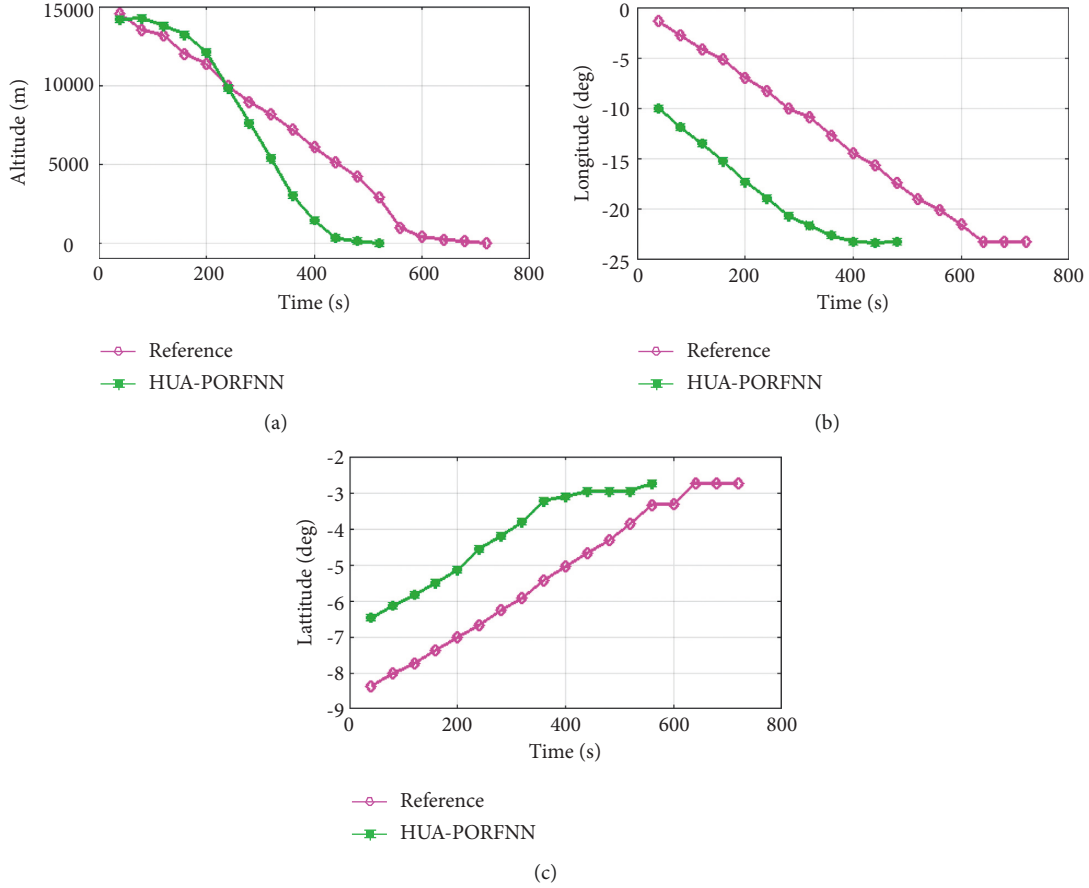 15000
10000
5000
0
Altitude (m)
0 200 400 600 800
Time (s)
Reference
HUA-PORFNN
(a)
0
-5
-10
-15
-20
-25
Longitude (deg)
0 200 400 600 800
Time (s)
Reference
HUA-PORFNN
(b)
-2
-3
-4
-5
-6
-7
-8
-9
Lattitude (deg)
0 200 400 600 800
Time (s)
Reference
HUA-PORFNN
(c)